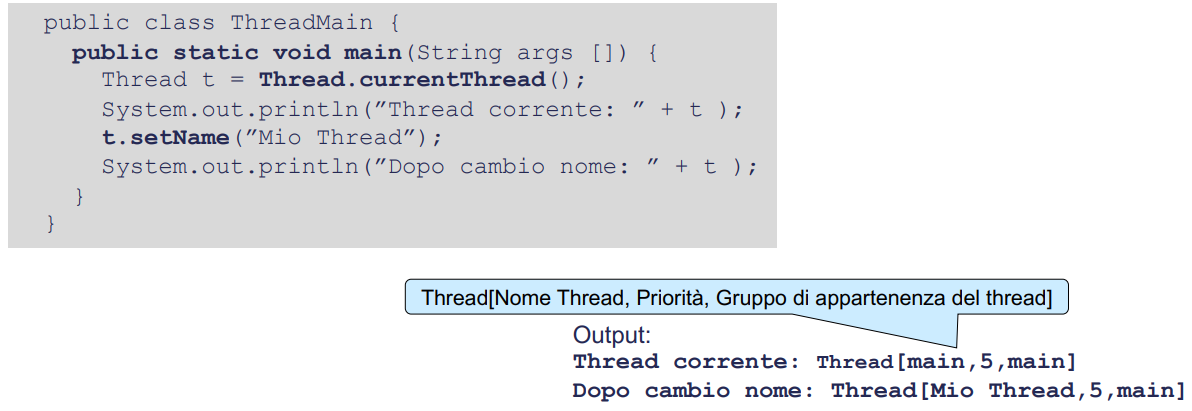 public class ThreadMain {
public static void main(String args []) {
Thread t = Thread.currentThread();
System.out.println(”Thread corrente: ” + t );
t.setName(”Mio Thread”);
System.out.println(”Dopo cambio nome: ” + t );
}
}
Thread[Nome Thread, Priorità, Gruppo di appartenenza del thread]
Output:
Thread corrente: Thread[main,5,main]
Dopo cambio nome: Thread[Mio Thread,5,main]